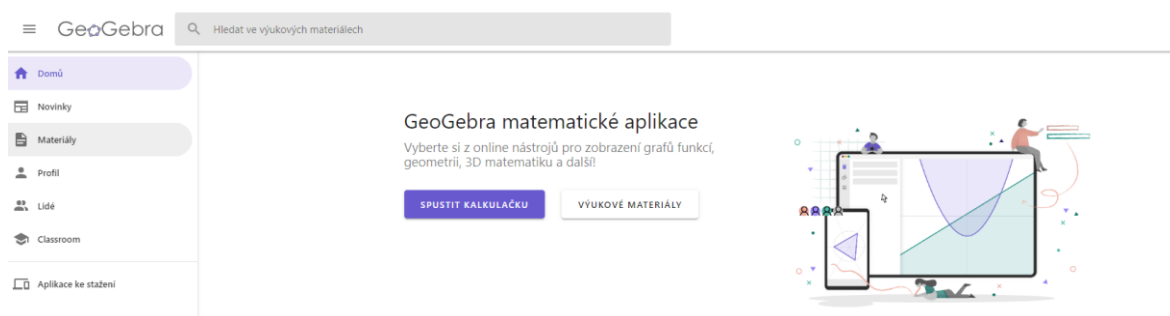 GeoGebra
Hledat ve výukových materiálech
Domů
Novinky
Materiály
Profil
Lidé
Classroom
Aplikace ke stažení
GeoGebra matematické aplikace
Vyberte si z online nástrojů pro zobrazení grafů funkcí,
geometrii, 3D matematiku a další!
SPUSTIT KALKULAČKU
VÝUKOVÉ MATERIÁLY